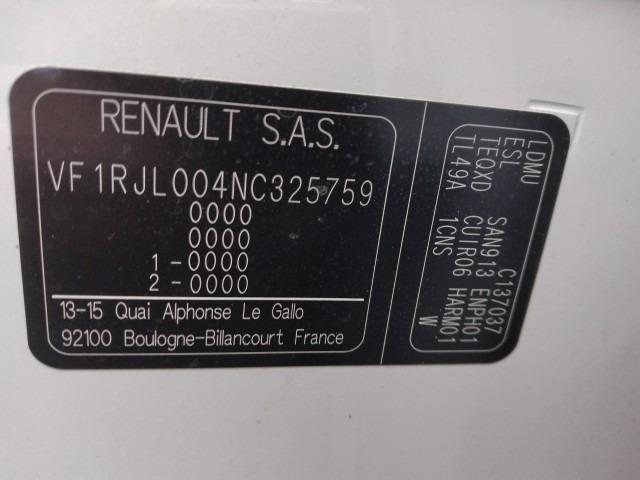 RENAULT S.A.S.
VF1RJL004NC325759
0000
0000
1-0000
2-0000
13-15 Quai Alphonse Le Gallo
92100 Boulogne-Billancourt France
LDMU C137037
ESL SAN913 ENPH01
TEQXD CUIR06 HARM01
TL49A 1CNS W